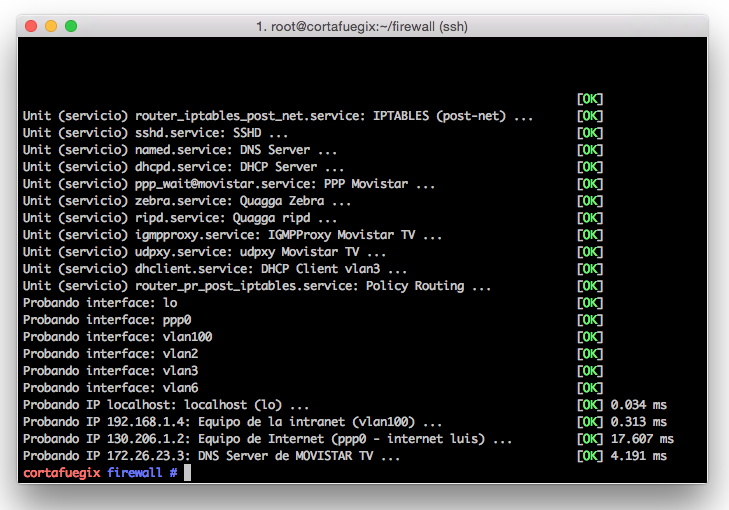 1. root@cortafuegix:~/firewall (ssh)
[OK]
Unit (servicio) router_iptables_post_net.service: IPTABLES (post-net) ... [OK]
Unit (servicio) sshd.service: SSHD ... [OK]
Unit (servicio) named.service: DNS Server ... [OK]
Unit (servicio) dhcpd.service: DHCP Server ... [OK]
Unit (servicio) ppp_wait@movistar.service: PPP Movistar ... [OK]
Unit (servicio) zebra.service: Quagga Zebra ... [OK]
Unit (servicio) ripd.service: Quagga ripd ... [OK]
Unit (servicio) igmpproxy.service: IGMPProxy Movistar TV ... [OK]
Unit (servicio) udpxy.service: udpxy Movistar TV ... [OK]
Unit (servicio) dhclient.service: DHCP Client vlan3 ... [OK]
Unit (servicio) router_pr_post_iptables.service: Policy Routing ... [OK]
Probando interface: lo [OK]
Probando interface: ppp0 [OK]
Probando interface: vlan100 [OK]
Probando interface: vlan2 [OK]
Probando interface: vlan3 [OK]
Probando interface: vlan6 [OK]
Probando IP localhost: localhost (lo) ... [OK] 0.034 ms
Probando IP 192.168.1.4: Equipo de la intranet (vlan100) ... [OK] 0.313 ms
Probando IP 130.206.1.2: Equipo de Internet (ppp0 - internet luis) ... [OK] 17.607 ms
Probando IP 172.26.23.3: DNS Server de MOVISTAR TV ... [OK] 4.191 ms
cortafuegix firewall #